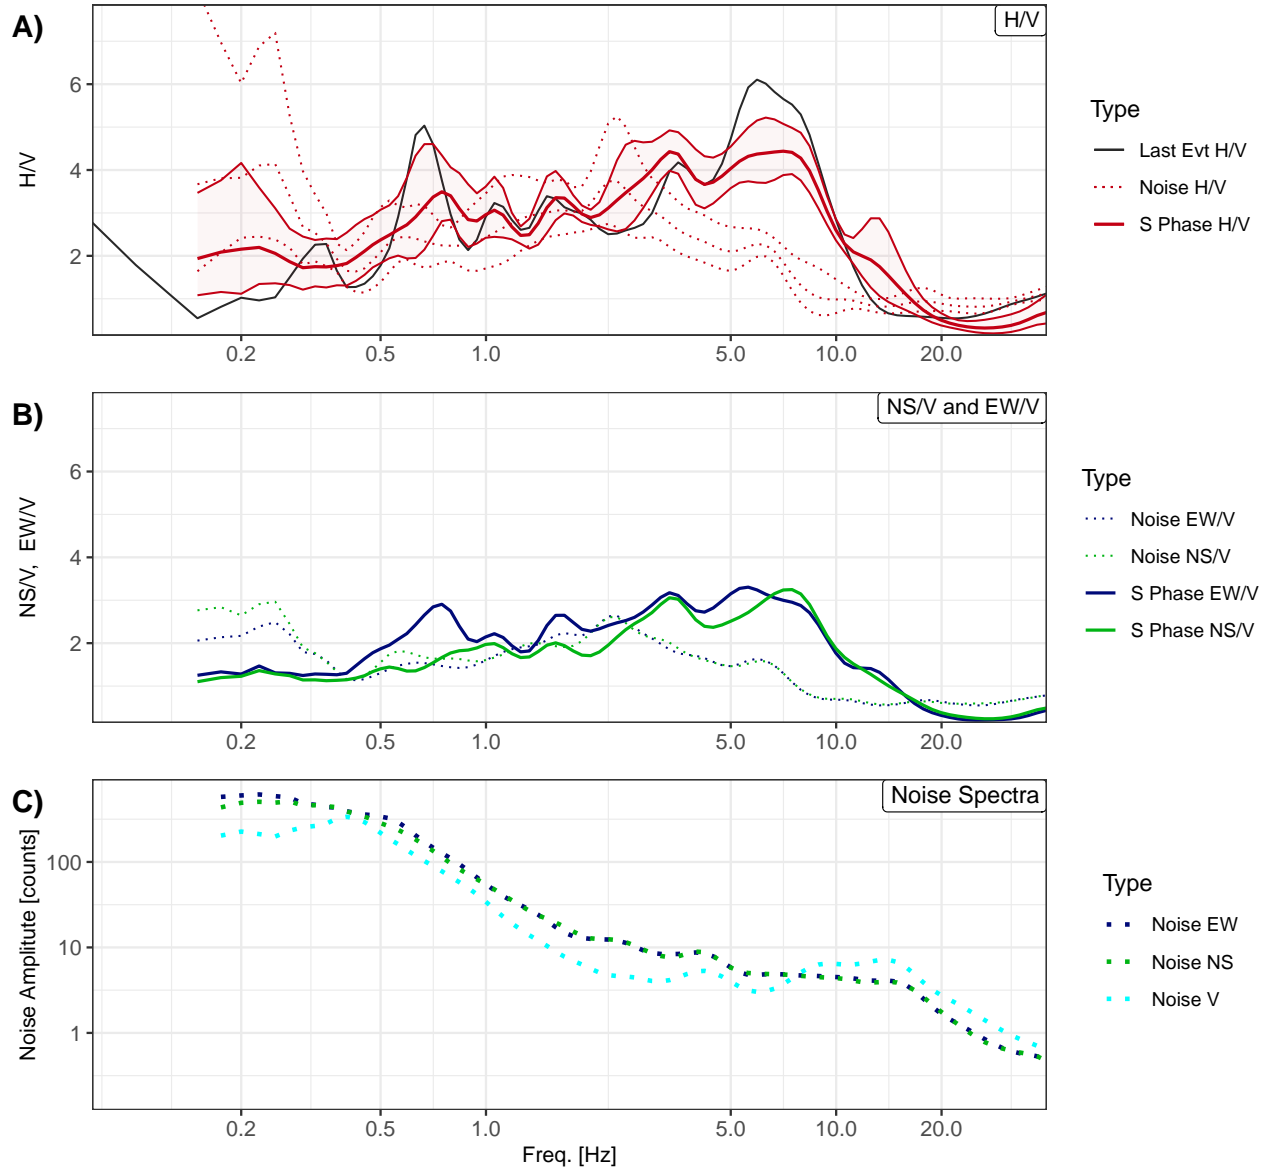 A)
H/V
6
4
2
H/V
0.2
0.5
1.0
5.0
10.0
20.0
Type
Last Evt H/V
Noise H/V
S Phase H/V
B)
NS/V and EW/V
6
4
2
NS/V, EW/V
0.2
0.5
1.0
5.0
10.0
20.0
Type
Noise EW/V
Noise NS/V
S Phase EW/V
S Phase NS/V
C)
Noise Spectra
100
10
1
Noise Amplitute [counts]
0.2
0.5
1.0
5.0
10.0
20.0
Freq. [Hz]
Type
Noise EW
Noise NS
Noise V